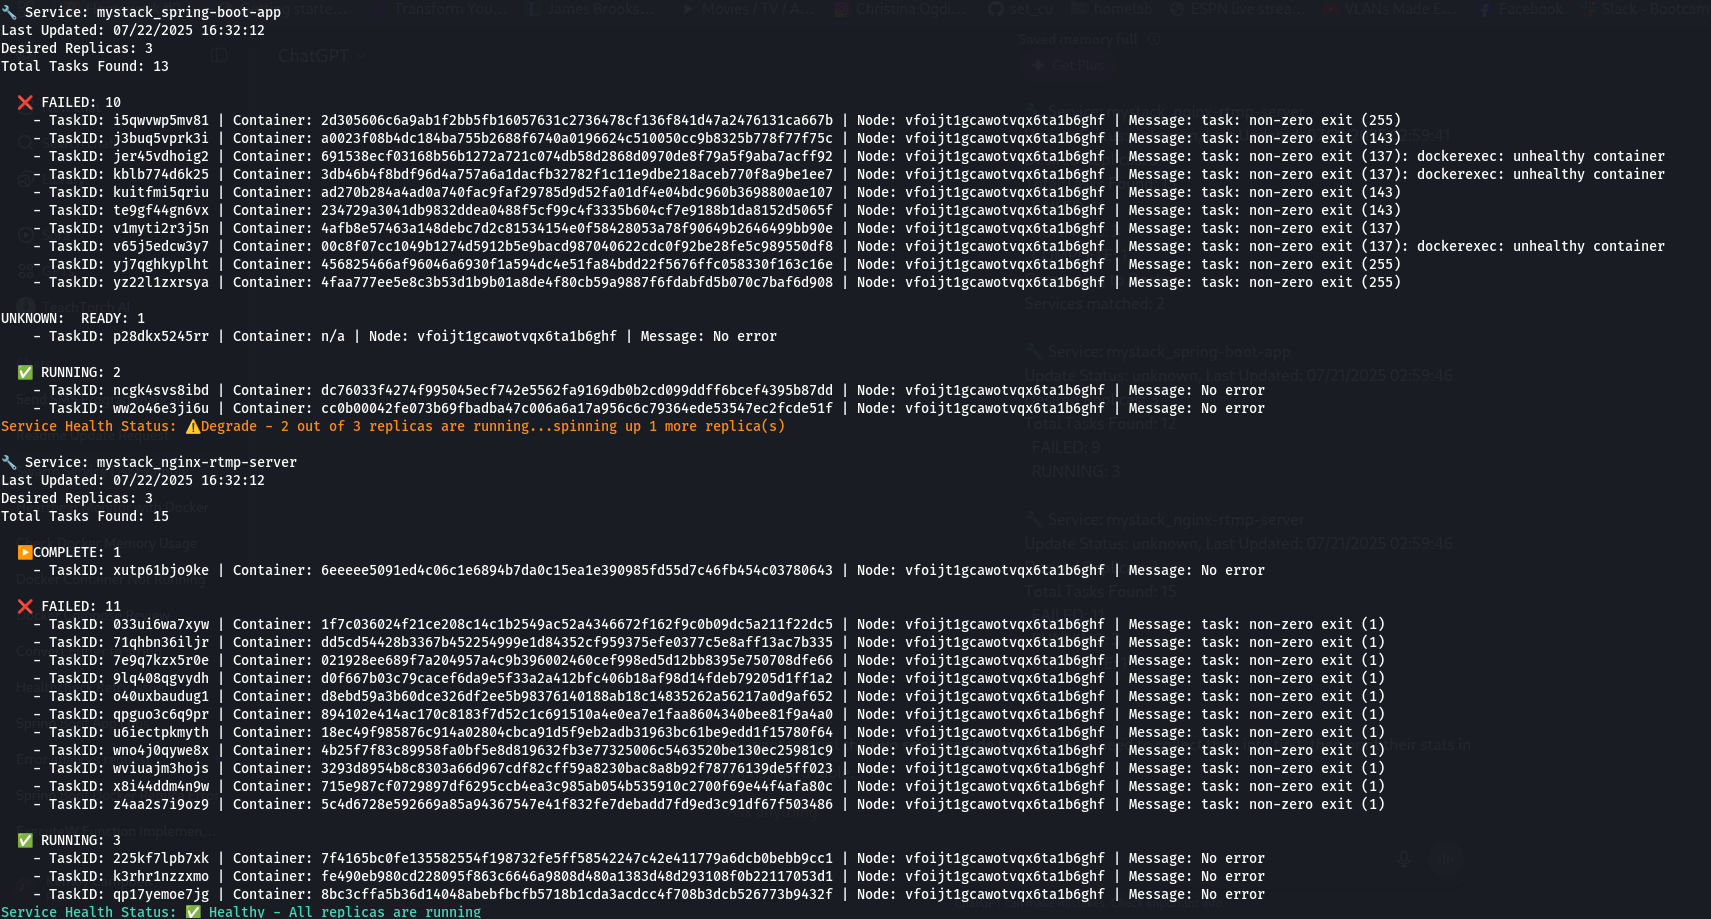 🔧 Service: mystack_spring-boot-app
Last Updated: 07/22/2025 16:32:12
Desired Replicas: 3
Total Tasks Found: 13
❌ FAILED: 10
- TaskID: i5qwvwp5mv81 | Container: 2d305606c6a9ab1f2bb5fb16057631c2736478cf136f841d47a2476131ca667b | Node: vfoijt1gcawotvqx6ta1b6ghf | Message: task: non-zero exit (255)
- TaskID: j3buq5vprk3i | Container: a0023f08b4dc184ba755b2688f6740a0196624c510050cc9b8325b778f77f75c | Node: vfoijt1gcawotvqx6ta1b6ghf | Message: task: non-zero exit (143)
- TaskID: jer45vdhoig2 | Container: 691538ecf03168b56b1272a721c074db58d2868d0970de8f79a5f9aba7acff92 | Node: vfoijt1gcawotvqx6ta1b6ghf | Message: task: non-zero exit (137): dockerexec: unhealthy container
- TaskID: kblb774d6k25 | Container: 3db46b4f8bdf96d4a757a6a1dacfb32782f1c11e9dbe218aceb770f8a9be1ee7 | Node: vfoijt1gcawotvqx6ta1b6ghf | Message: task: non-zero exit (137): dockerexec: unhealthy container
- TaskID: kuitfmi5qriu | Container: ad270b284a4ad0a740fac9faf29785d9d52fa01df4e04bdc960b3698800ae107 | Node: vfoijt1gcawotvqx6ta1b6ghf | Message: task: non-zero exit (143)
- TaskID: te9gf44gn6vx | Container: 234729a3041db9832ddea0488f5cf99c4f3335b604cf7e9188b1da8152d5065f | Node: vfoijt1gcawotvqx6ta1b6ghf | Message: task: non-zero exit (143)
- TaskID: v1myti2r3j5n | Container: 4afb8e57463a148debc7d2c81534154e0f58428053a78f90649b2646499bb90e | Node: vfoijt1gcawotvqx6ta1b6ghf | Message: task: non-zero exit (137)
- TaskID: v65j5edcw3y7 | Container: 00c8f07cc1049b1274d5912b5e9bacd987040622cdc0f92be28fe5c989550df8 | Node: vfoijt1gcawotvqx6ta1b6ghf | Message: task: non-zero exit (137): dockerexec: unhealthy container
- TaskID: yj7qghkyplht | Container: 456825466af96046a6930f1a594dc4e51fa84bdd22f5676ffc058330f163c16e | Node: vfoijt1gcawotvqx6ta1b6ghf | Message: task: non-zero exit (255)
- TaskID: yz22l1zxrsya | Container: 4faa777ee5e8c3b53d1b9b01a8de4f80cb59a9887f6fdabfd5b070c7baf6d908 | Node: vfoijt1gcawotvqx6ta1b6ghf | Message: task: non-zero exit (255)
UNKNOWN:  READY: 1
- TaskID: p28dkx5245rr | Container: n/a | Node: vfoijt1gcawotvqx6ta1b6ghf | Message: No error
✅ RUNNING: 2
- TaskID: ncgk4svs8ibd | Container: dc76033f4274f995045ecf742e5562fa9169db0b2cd099ddff6bcef4395b87dd | Node: vfoijt1gcawotvqx6ta1b6ghf | Message: No error
- TaskID: ww2o46e3ji6u | Container: cc0b00042fe073b69fbadba47c006a6a17a956c6c79364ede53547ec2fcde51f | Node: vfoijt1gcawotvqx6ta1b6ghf | Message: No error
Service Health Status: ⚠️Degrade - 2 out of 3 replicas are running...spinning up 1 more replica(s)
🔧 Service: mystack_nginx-rtmp-server
Last Updated: 07/22/2025 16:32:12
Desired Replicas: 3
Total Tasks Found: 15
▶️COMPLETE: 1
- TaskID: xutp61bjo9ke | Container: 6eeeee5091ed4c06c1e6894b7da0c15ea1e390985fd55d7c46fb454c03780643 | Node: vfoijt1gcawotvqx6ta1b6ghf | Message: No error
❌ FAILED: 11
- TaskID: 033ui6wa7xyw | Container: 1f7c036024f21ce208c14c1b2549ac52a4346672f162f9c0b09dc5a211f22dc5 | Node: vfoijt1gcawotvqx6ta1b6ghf | Message: task: non-zero exit (1)
- TaskID: 71qhbn36iljr | Container: dd5cd54428b3367b452254999e1d84352cf959375efe0377c5e8aff13ac7b335 | Node: vfoijt1gcawotvqx6ta1b6ghf | Message: task: non-zero exit (1)
- TaskID: 7e9q7kzx5r0e | Container: 021928ee689f7a204957a4c9b396002460cef998ed5d12bb8395e750708dfe66 | Node: vfoijt1gcawotvqx6ta1b6ghf | Message: task: non-zero exit (1)
- TaskID: 9lq408qgvydh | Container: d0f667b03c79cacef6da9e5f33a2a412bfc406b18af98d14fdeb79205d1ff1a2 | Node: vfoijt1gcawotvqx6ta1b6ghf | Message: task: non-zero exit (1)
- TaskID: o40uxbaudug1 | Container: d8ebd59a3b60dce326df2ee5b98376140188ab18c14835262a56217a0d9af652 | Node: vfoijt1gcawotvqx6ta1b6ghf | Message: task: non-zero exit (1)
- TaskID: qpguo3c6q9pr | Container: 894102e414ac170c8183f7d52c1c691510a4e0ea7e1faa8604340bee81f9a4a0 | Node: vfoijt1gcawotvqx6ta1b6ghf | Message: task: non-zero exit (1)
- TaskID: u6iectpkmyth | Container: 18ec49f985876c914a02804cbca91d5f9eb2adb31963bc61be9edd1f15780f64 | Node: vfoijt1gcawotvqx6ta1b6ghf | Message: task: non-zero exit (1)
- TaskID: wno4j0qywe8x | Container: 4b25f7f83c89958fa0bf5e8d819632fb3e77325006c5463520be130ec25981c9 | Node: vfoijt1gcawotvqx6ta1b6ghf | Message: task: non-zero exit (1)
- TaskID: wviuajm3hojs | Container: 3293d8954b8c8303a66d967cdf82cff59a8230bac8a8b92f78776139de5ff023 | Node: vfoijt1gcawotvqx6ta1b6ghf | Message: task: non-zero exit (1)
- TaskID: x8i44ddm4n9w | Container: 715e987cf0729897df6295ccb4ea3c985ab054b535910c2700f69e44f4afa80c | Node: vfoijt1gcawotvqx6ta1b6ghf | Message: task: non-zero exit (1)
- TaskID: z4aa2s7i9oz9 | Container: 5c4d6728e592669a85a94367547e41f832fe7debadd7fd9ed3c91df67f503486 | Node: vfoijt1gcawotvqx6ta1b6ghf | Message: task: non-zero exit (1)
✅ RUNNING: 3
- TaskID: 225kf7lpb7xk | Container: 7f4165bc0fe135582554f198732fe5ff58542247c42e411779a6dcb0bebb9cc1 | Node: vfoijt1gcawotvqx6ta1b6ghf | Message: No error
- TaskID: k3rhr1nzzxmo | Container: fe490eb980cd228095f863c6646a9808d480a1383d48d293108f0b22117053d1 | Node: vfoijt1gcawotvqx6ta1b6ghf | Message: No error
- TaskID: qp17yemoe7jg | Container: 8bc3cffa5b36d14048abebfbcfb5718b1cda3acdcc4f708b3dcb526773b9432f | Node: vfoijt1gcawotvqx6ta1b6ghf | Message: No error
Service Health Status: ✅ Healthy - All replicas are running